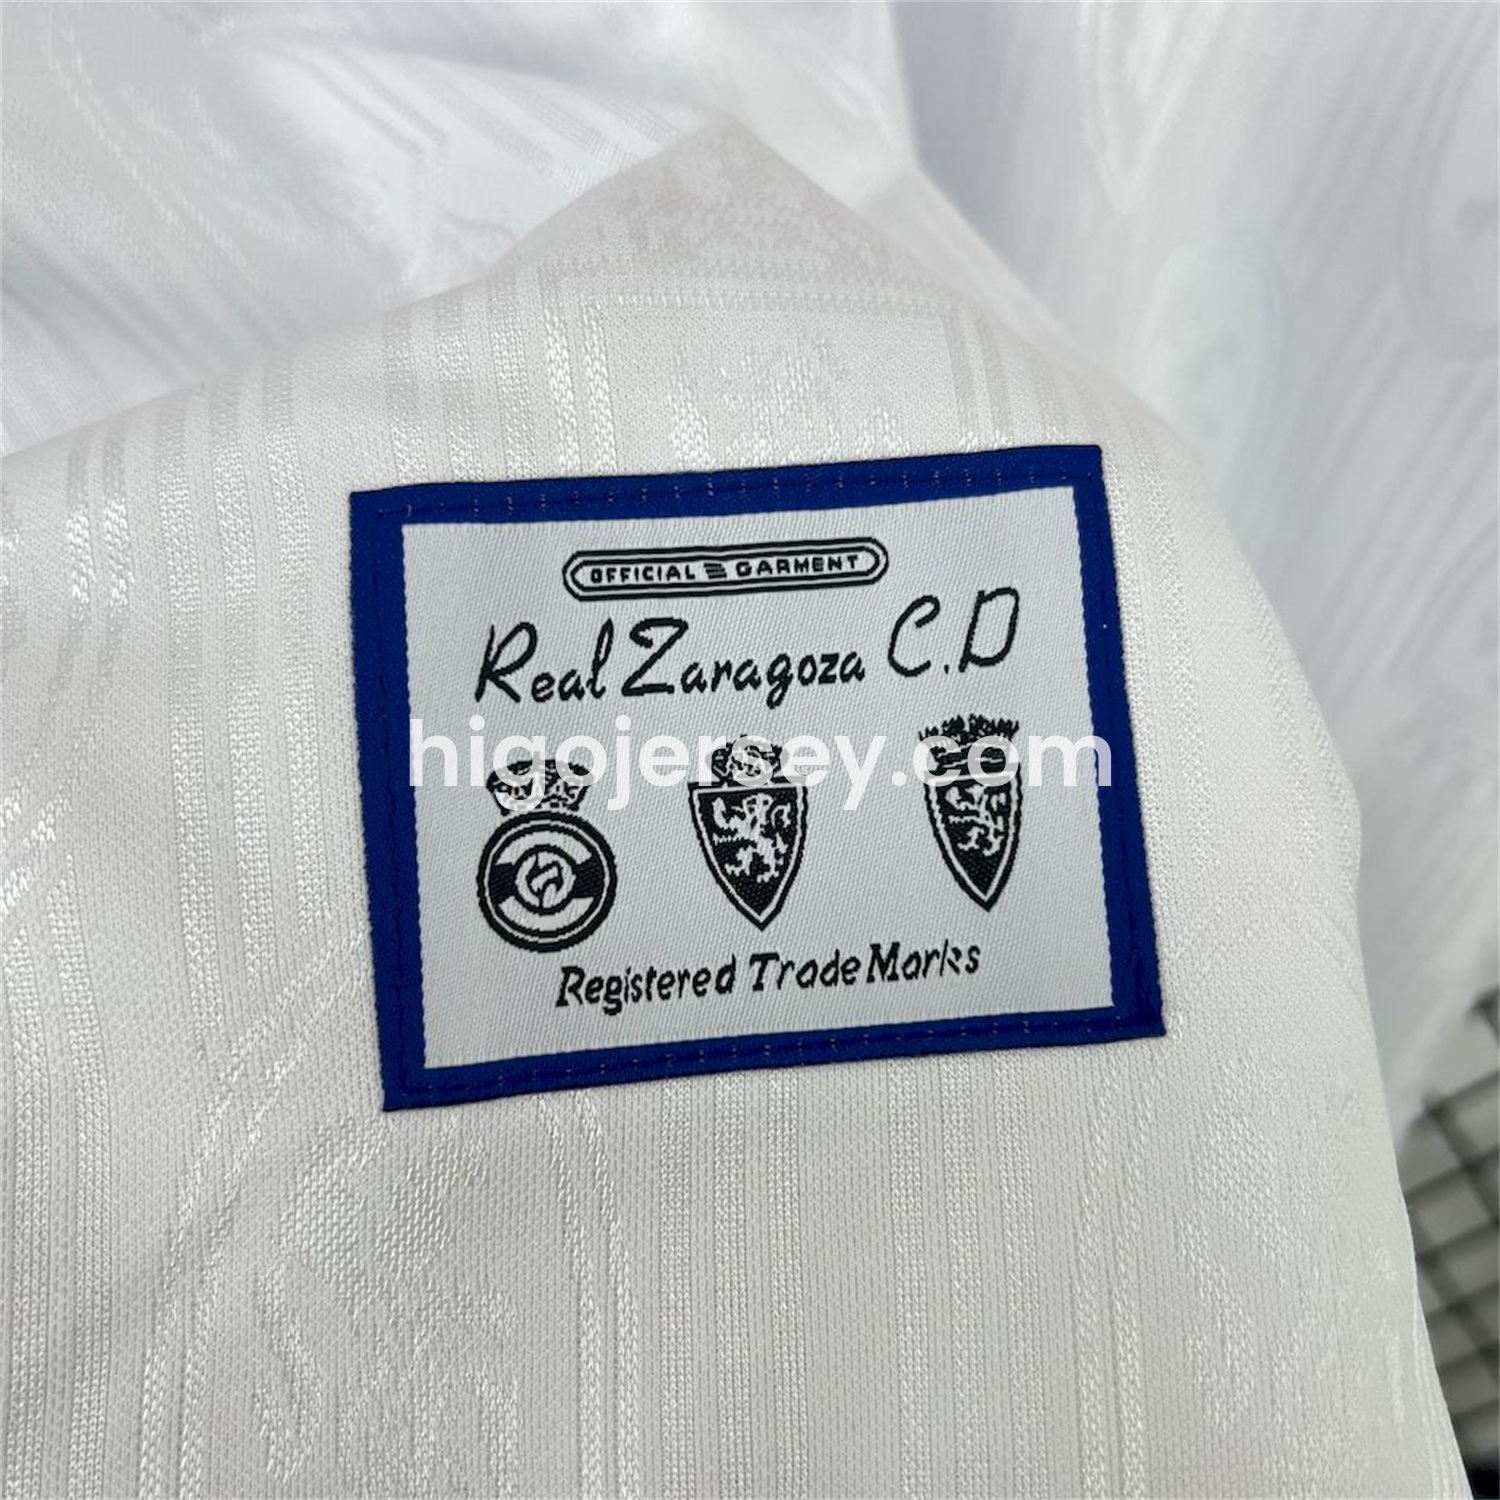 OFFICIAL GARMENT
Real Zaragoza C.D
higojersey.com
Registered Trade Marks